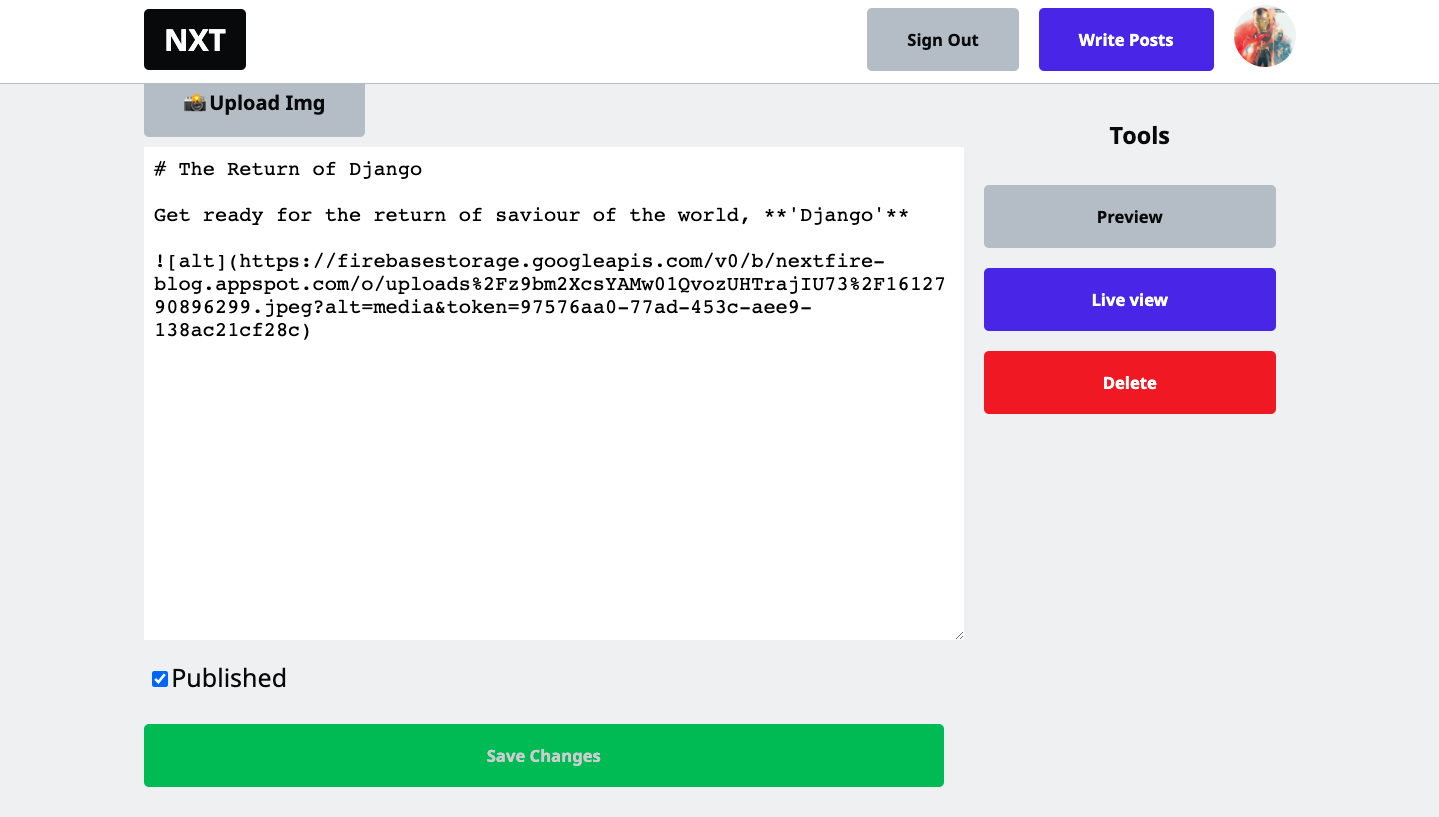 NXT
Sign Out
Write Posts
📸Upload Img
# The Return of Django
Get ready for the return of saviour of the world, **'Django'**
![alt](https://firebasestorage.googleapis.com/v0/b/nextfire-
blog.appspot.com/o/uploads%2Fz9bm2XcsYAMw01QvozUHTrajIU73%2F16127
90896299.jpeg?alt=media&token=97576aa0-77ad-453c-aee9-
138ac21cf28c)
Published
Save Changes
Tools
Preview
Live view
Delete